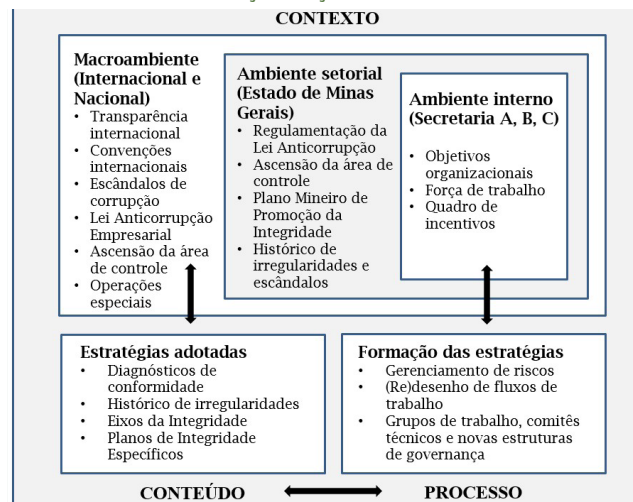 CONTEXTO
Macroambiente
(Internacional e
Nacional)
• Transparência
internacional
• Convenções
internacionais
• Escândalos de
corrupção
• Lei Anticorrupção
Empresarial
• Ascensão da área
de controle
• Operações
especiais
Ambiente setorial
(Estado de Minas
Gerais)
• Regulamentação da
Lei Anticorrupção
• Ascensão da área de
controle
• Plano Mineiro de
Promoção da
Integridade
• Histórico de
irregularidades e
escândalos
Ambiente interno
(Secretaria A, B, C)
• Objetivos
organizacionais
• Força de trabalho
• Quadro de
incentivos
Estratégias adotadas
• Diagnósticos de
conformidade
• Histórico de irregularidades
• Eixos da Integridade
• Planos de Integridade
Específicos
Formação das estratégias
• Gerenciamento de riscos
• (Re)desenho de fluxos de
trabalho
• Grupos de trabalho, comitês
técnicos e novas estruturas
de governança
CONTEÚDO
PROCESSO